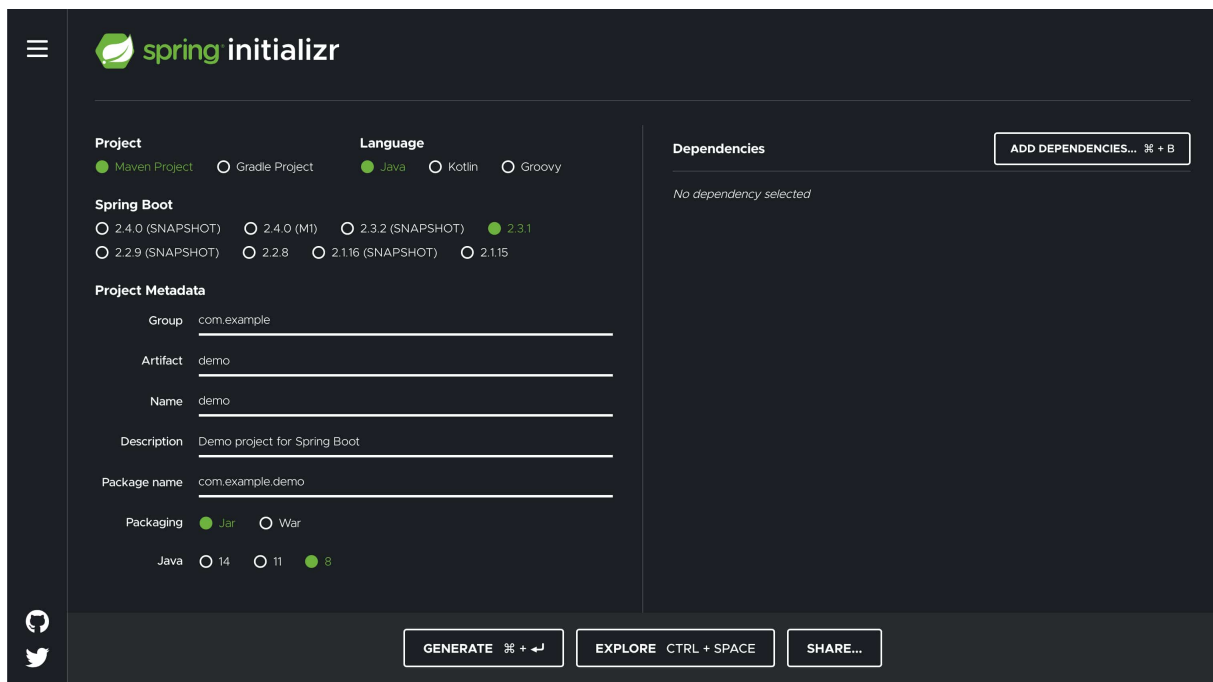 spring initializr
Project
Maven Project Gradle Project
Language
Java Kotlin Groovy
Spring Boot
2.4.0 (SNAPSHOT) 2.4.0 (M1) 2.3.2 (SNAPSHOT) 2.3.1
2.2.9 (SNAPSHOT) 2.2.8 2.1.16 (SNAPSHOT) 2.1.15
Project Metadata
Group com.example
Artifact demo
Name demo
Description Demo project for Spring Boot
Package name com.example.demo
Packaging Jar War
Java 14 11 8
Dependencies
ADD DEPENDENCIES... ⌘ + B
No dependency selected
GENERATE ⌘ + ↵
EXPLORE CTRL + SPACE
SHARE...